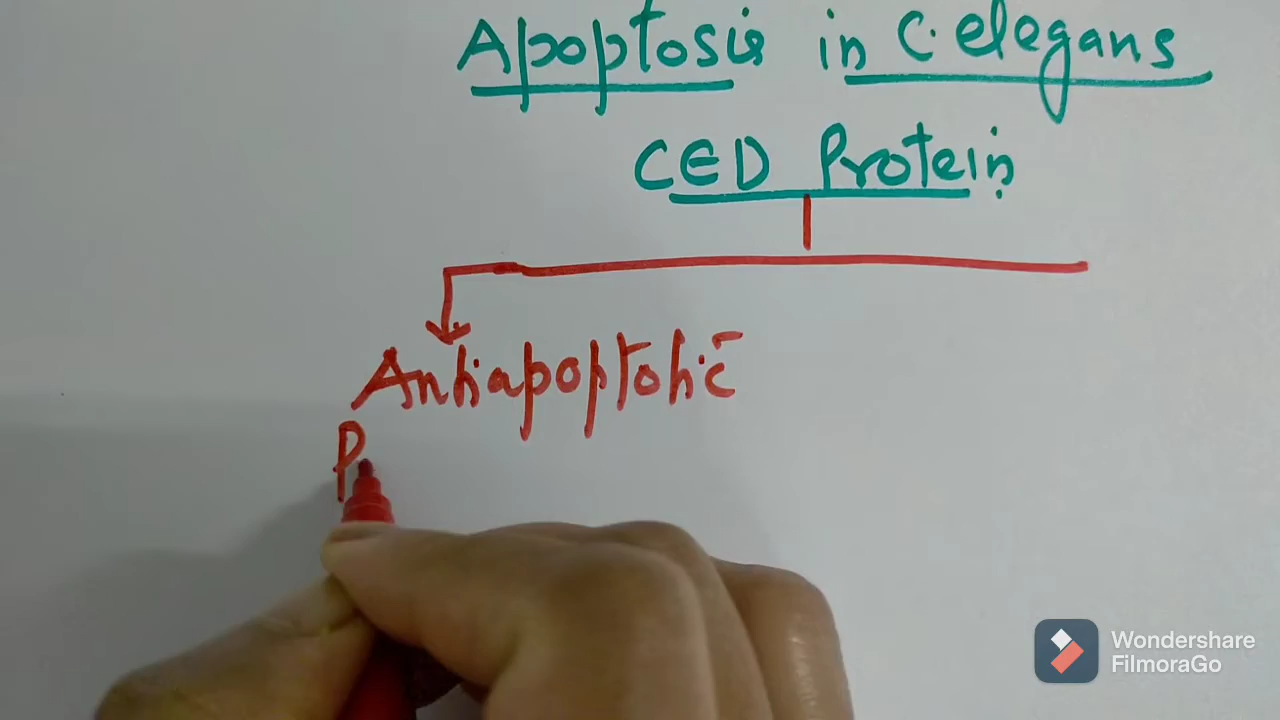 Apoptosis in C. elegans
CED Protein
Antiapoptotic
P
Wondershare
FilmoraGo